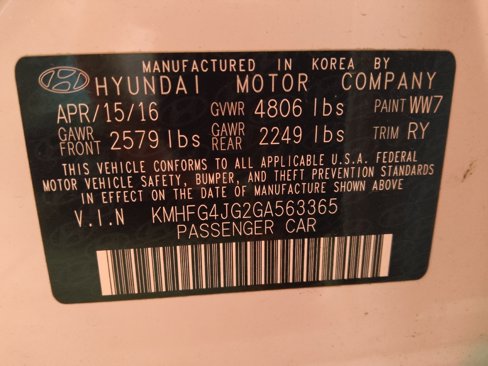 MANUFACTURED IN KOREA BY
HYUNDAI MOTOR COMPANY
APR/15/16 GVWR 4806 lbs PAINT WW7
GAWR FRONT 2579 lbs GAWR REAR 2249 lbs TRIM RY
THIS VEHICLE CONFORMS TO ALL APPLICABLE U.S.A. FEDERAL
MOTOR VEHICLE SAFETY, BUMPER, AND THEFT PREVENTION STANDARDS
IN EFFECT ON THE DATE OF MANUFACTURE SHOWN ABOVE
V.I.N KMHFG4JG2GA563365
PASSENGER CAR